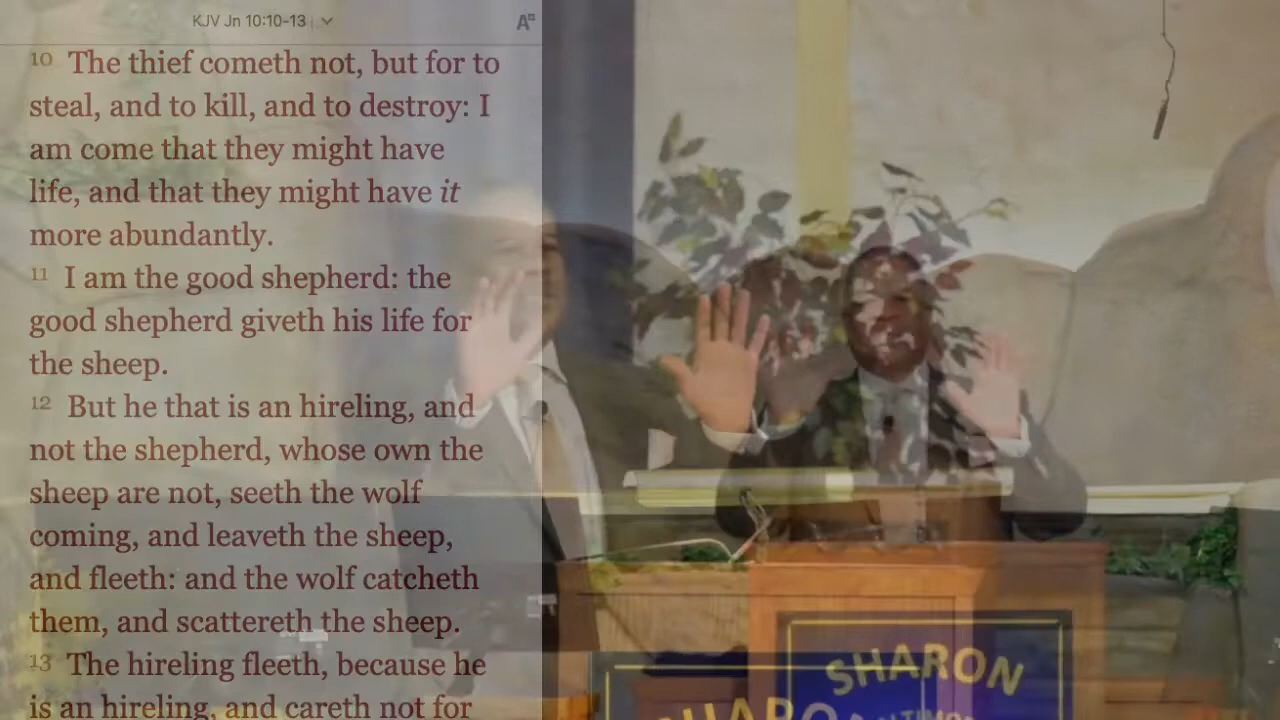 KJV Jn 10:10-13
10 The thief cometh not, but for to
steal, and to kill, and to destroy: I
am come that they might have
life, and that they might have it
more abundantly.
11 I am the good shepherd: the
good shepherd giveth his life for
the sheep.
12 But he that is an hireling, and
not the shepherd, whose own the
sheep are not, seeth the wolf
coming, and leaveth the sheep,
and fleeth: and the wolf catcheth
them, and scattereth the sheep.
13 The hireling fleeth, because he
is an hireling, and careth not for
SHARON